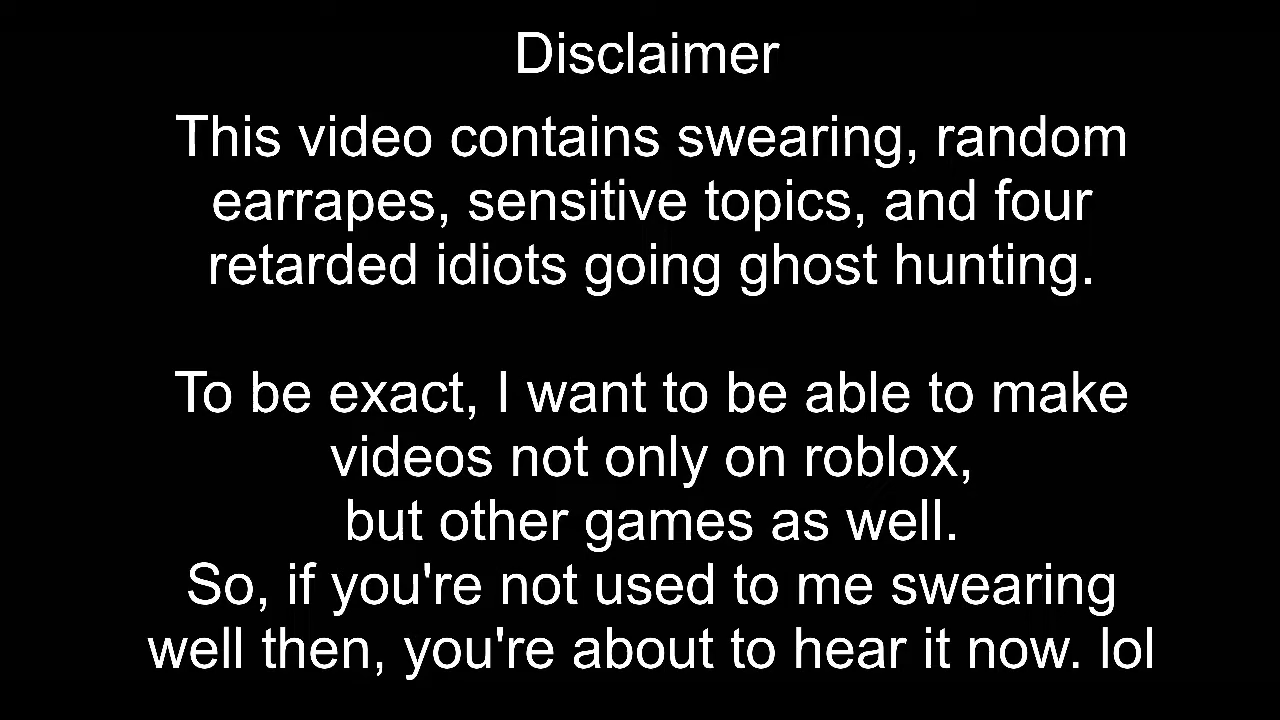 Disclaimer
This video contains swearing, random
earrapes, sensitive topics, and four
retarded idiots going ghost hunting.
To be exact, I want to be able to make
videos not only on roblox,
but other games as well.
So, if you're not used to me swearing
well then, you're about to hear it now. lol